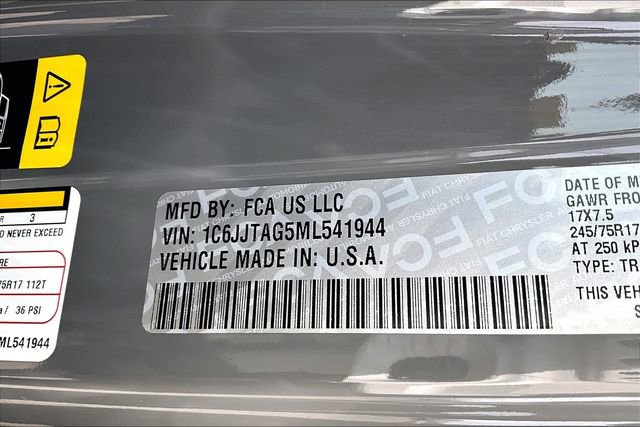 R 3
D NEVER EXCEED
75R17 112T
a / 36 PSI
ML541944
MFD BY: FCA US LLC
VIN: 1C6JJTAG5ML541944
VEHICLE MADE IN: U.S.A.
DATE OF M
GAWR FRO
17X7.5
245/75R17
AT 250 kP
TYPE: TR
THIS VEH
S